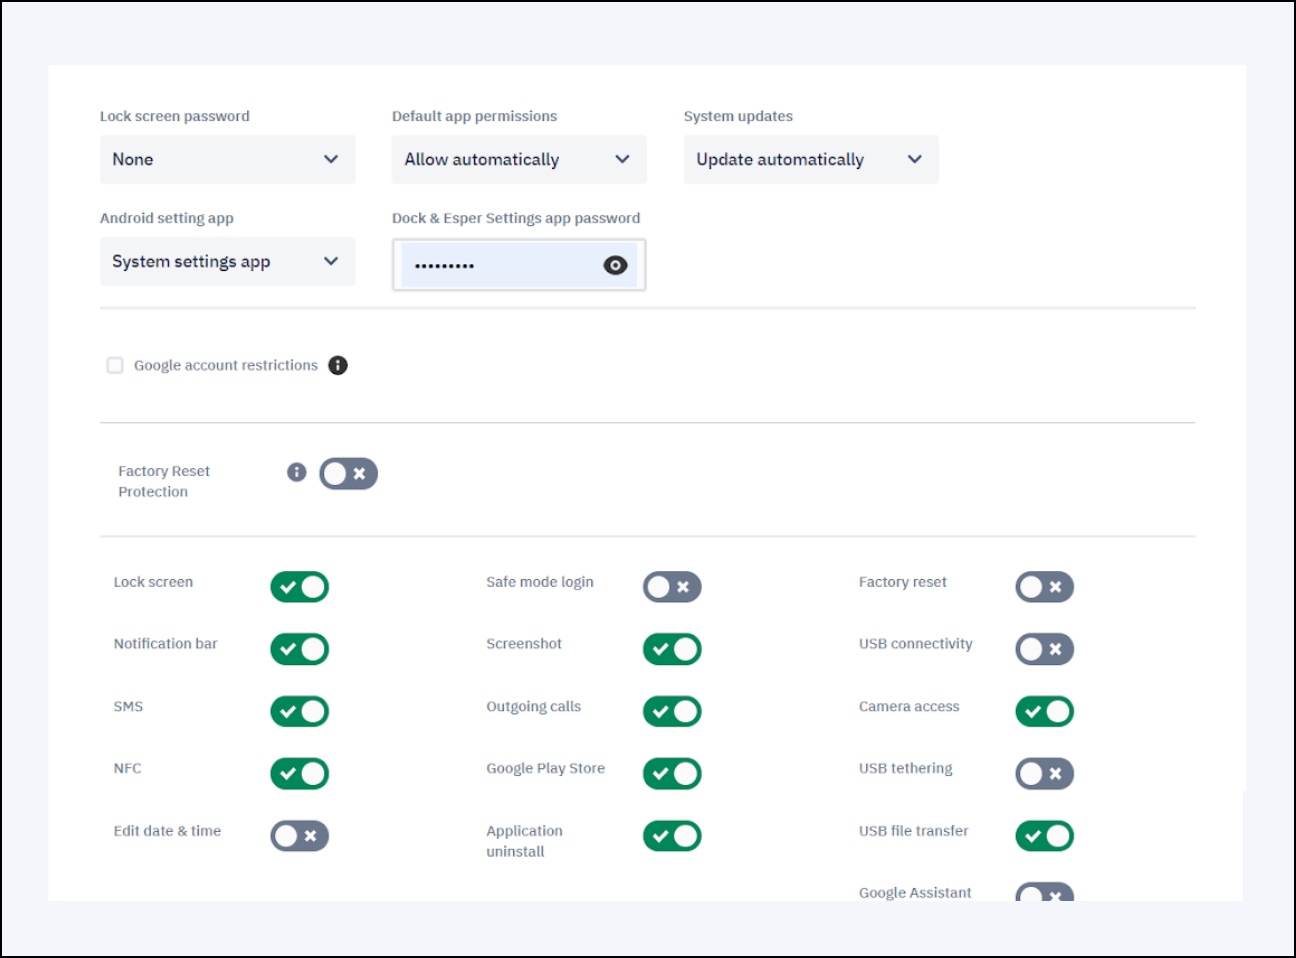 Lock screen password
Default app permissions
System updates
None
Allow automatically
Update automatically
Android setting app
Dock & Esper Settings app password
System settings app
•••••••••
Google account restrictions
Factory Reset
Protection
Lock screen
Safe mode login
Factory reset
Notification bar
Screenshot
USB connectivity
SMS
Outgoing calls
Camera access
NFC
Google Play Store
USB tethering
Edit date & time
Application
uninstall
USB file transfer
Google Assistant